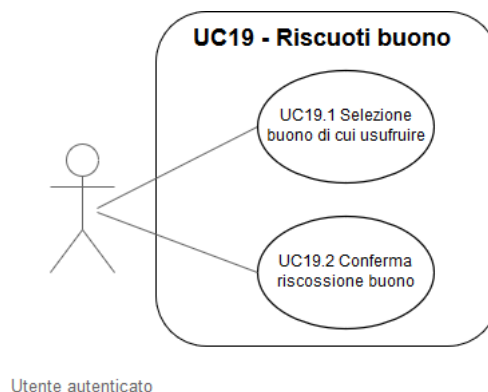 UC19 - Riscuoti buono
UC19.1 Selezione
buono di cui usufruire
UC19.2 Conferma
riscossione buono
Utente autenticato